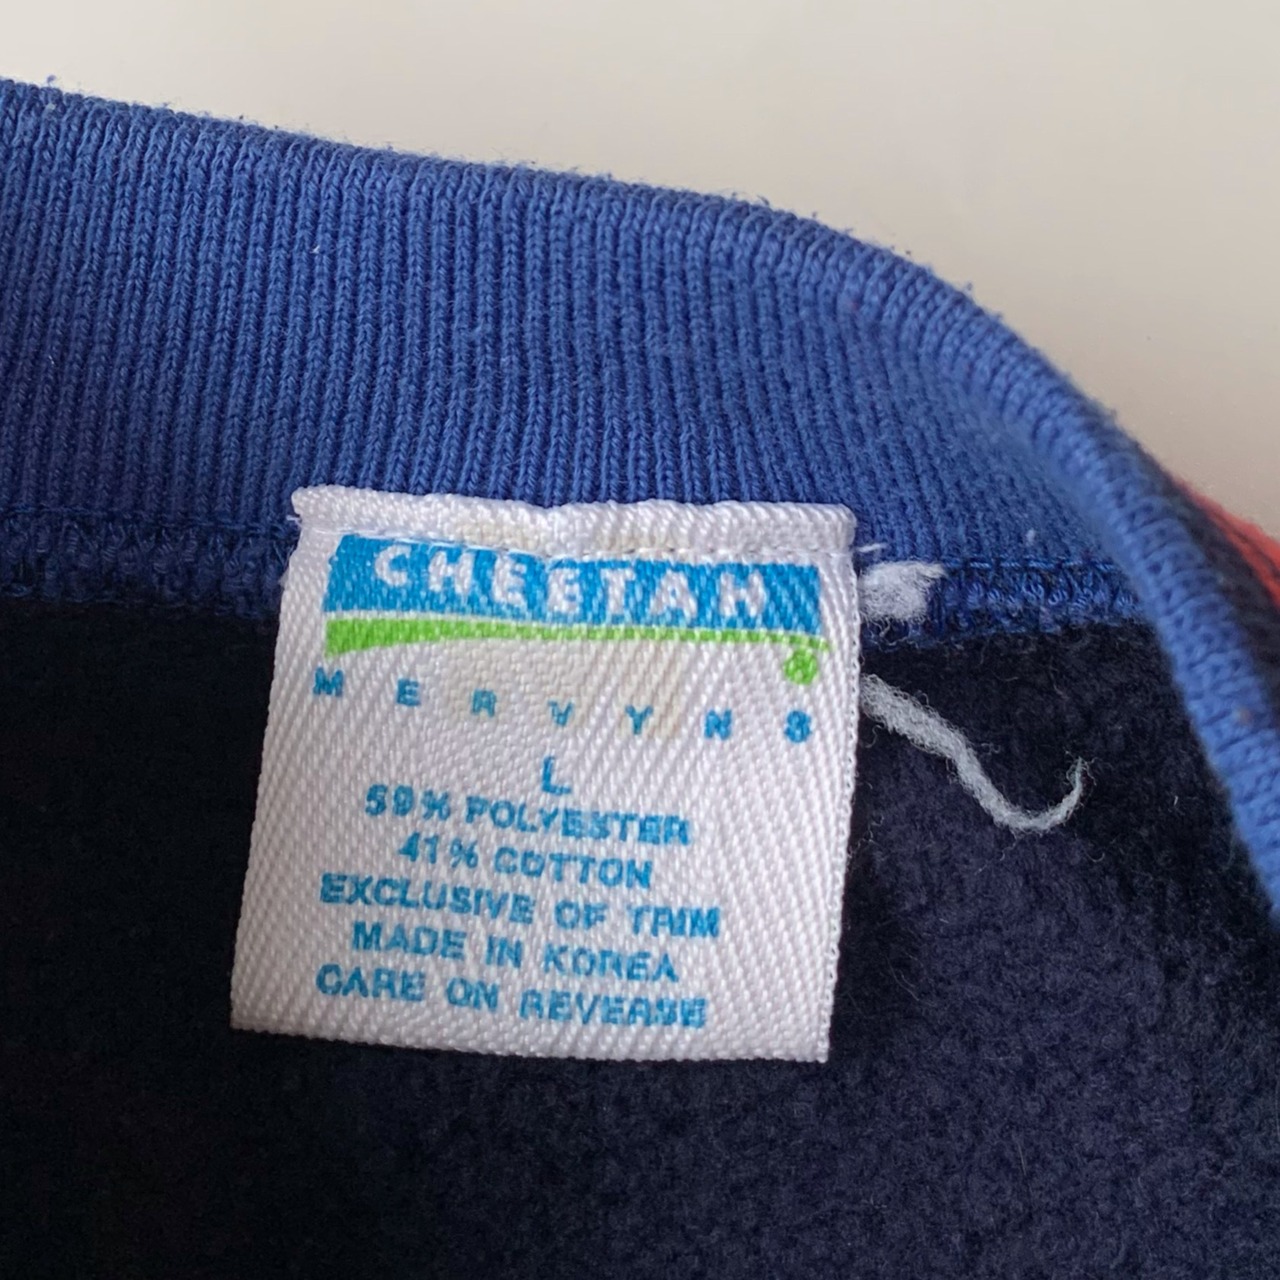 CHEETAH
®
MERVYNS
L
59% POLYESTER
41% COTTON
EXCLUSIVE OF TRIM
MADE IN KOREA
CARE ON REVERSE